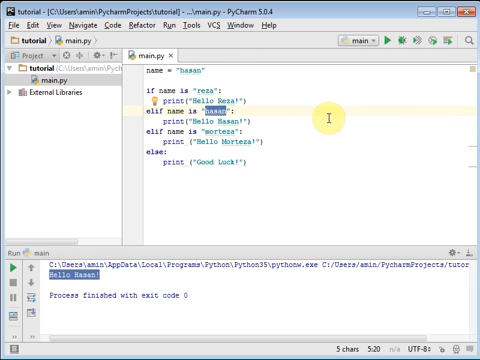 tutorial - [C:\Users\amin\PycharmProjects\tutorial] - ...\main.py - PyCharm 5.0.4
File Edit View Navigate Code Refactor Run Tools VCS Window Help
tutorial main.py main
Project main.py
tutorial (C:\Users\amin\Pycharm
main.py
External Libraries
name = "hasan"
if name is "reza":
print("Hello Reza!")
elif name is "hasan":
print("Hello Hasan!")
elif name is "morteza":
print ("Hello Morteza!")
else:
print ("Good Luck!")
Run main
C:\Users\amin\AppData\Local\Programs\Python\Python35\pythonw.exe C:/Users/amin/PycharmProjects/tutor
Hello Hasan!
Process finished with exit code 0
5 chars 5:20 n/a UTF-8